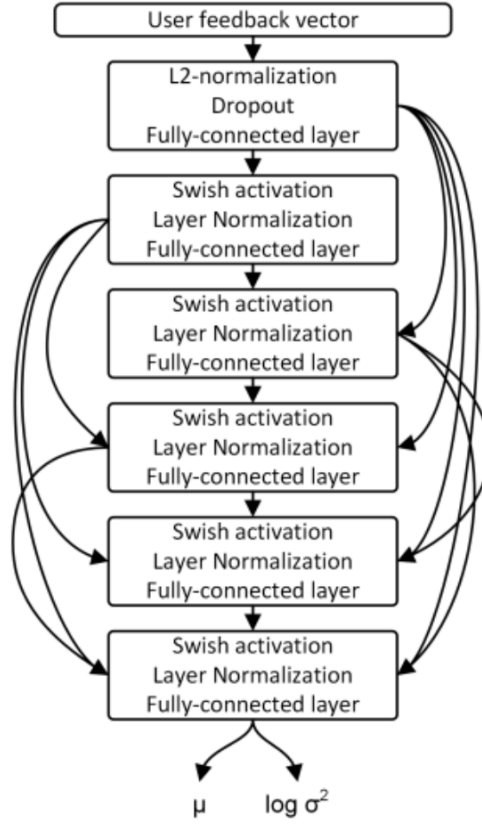 User feedback vector
L2-normalization
Dropout
Fully-connected layer
Swish activation
Layer Normalization
Fully-connected layer
Swish activation
Layer Normalization
Fully-connected layer
Swish activation
Layer Normalization
Fully-connected layer
Swish activation
Layer Normalization
Fully-connected layer
Swish activation
Layer Normalization
Fully-connected layer
μ log σ²